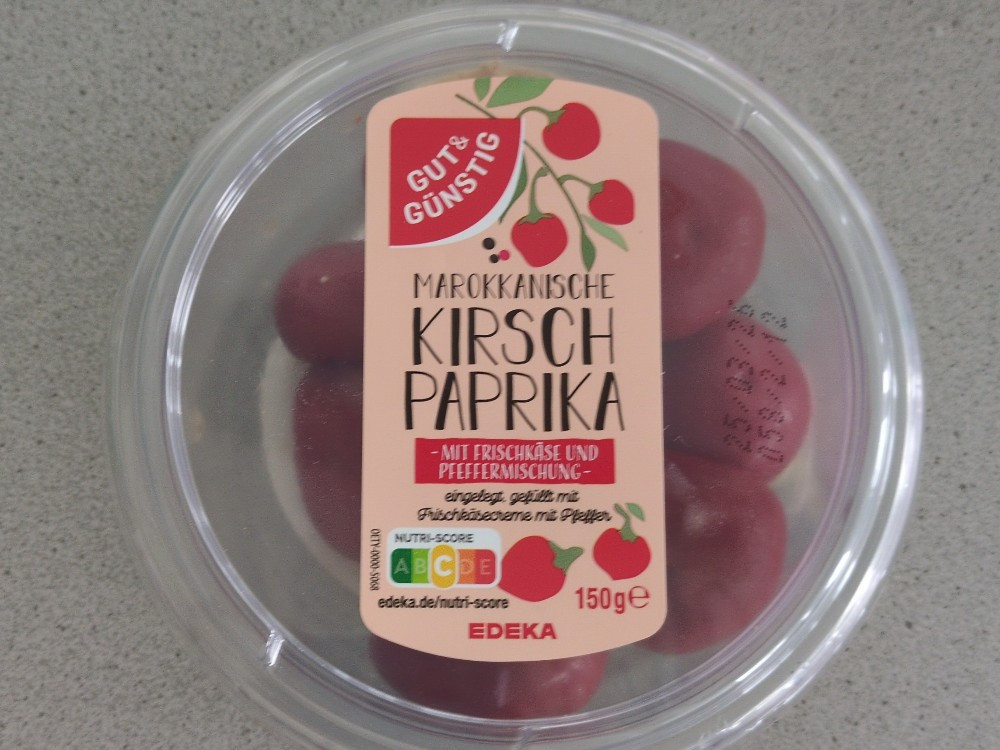 GUT&
GÜNSTIG
MAROKKANISCHE
KIRSCH
PAPRIKA
- MIT FRISCHKÄSE UND
PFEFFERMISCHUNG -
eingelegt, gefüllt mit
Frischkäsecreme mit Pfeffer
NUTRI-SCORE
A B C D E
edeka.de/nutri-score
150g℮
EDEKA